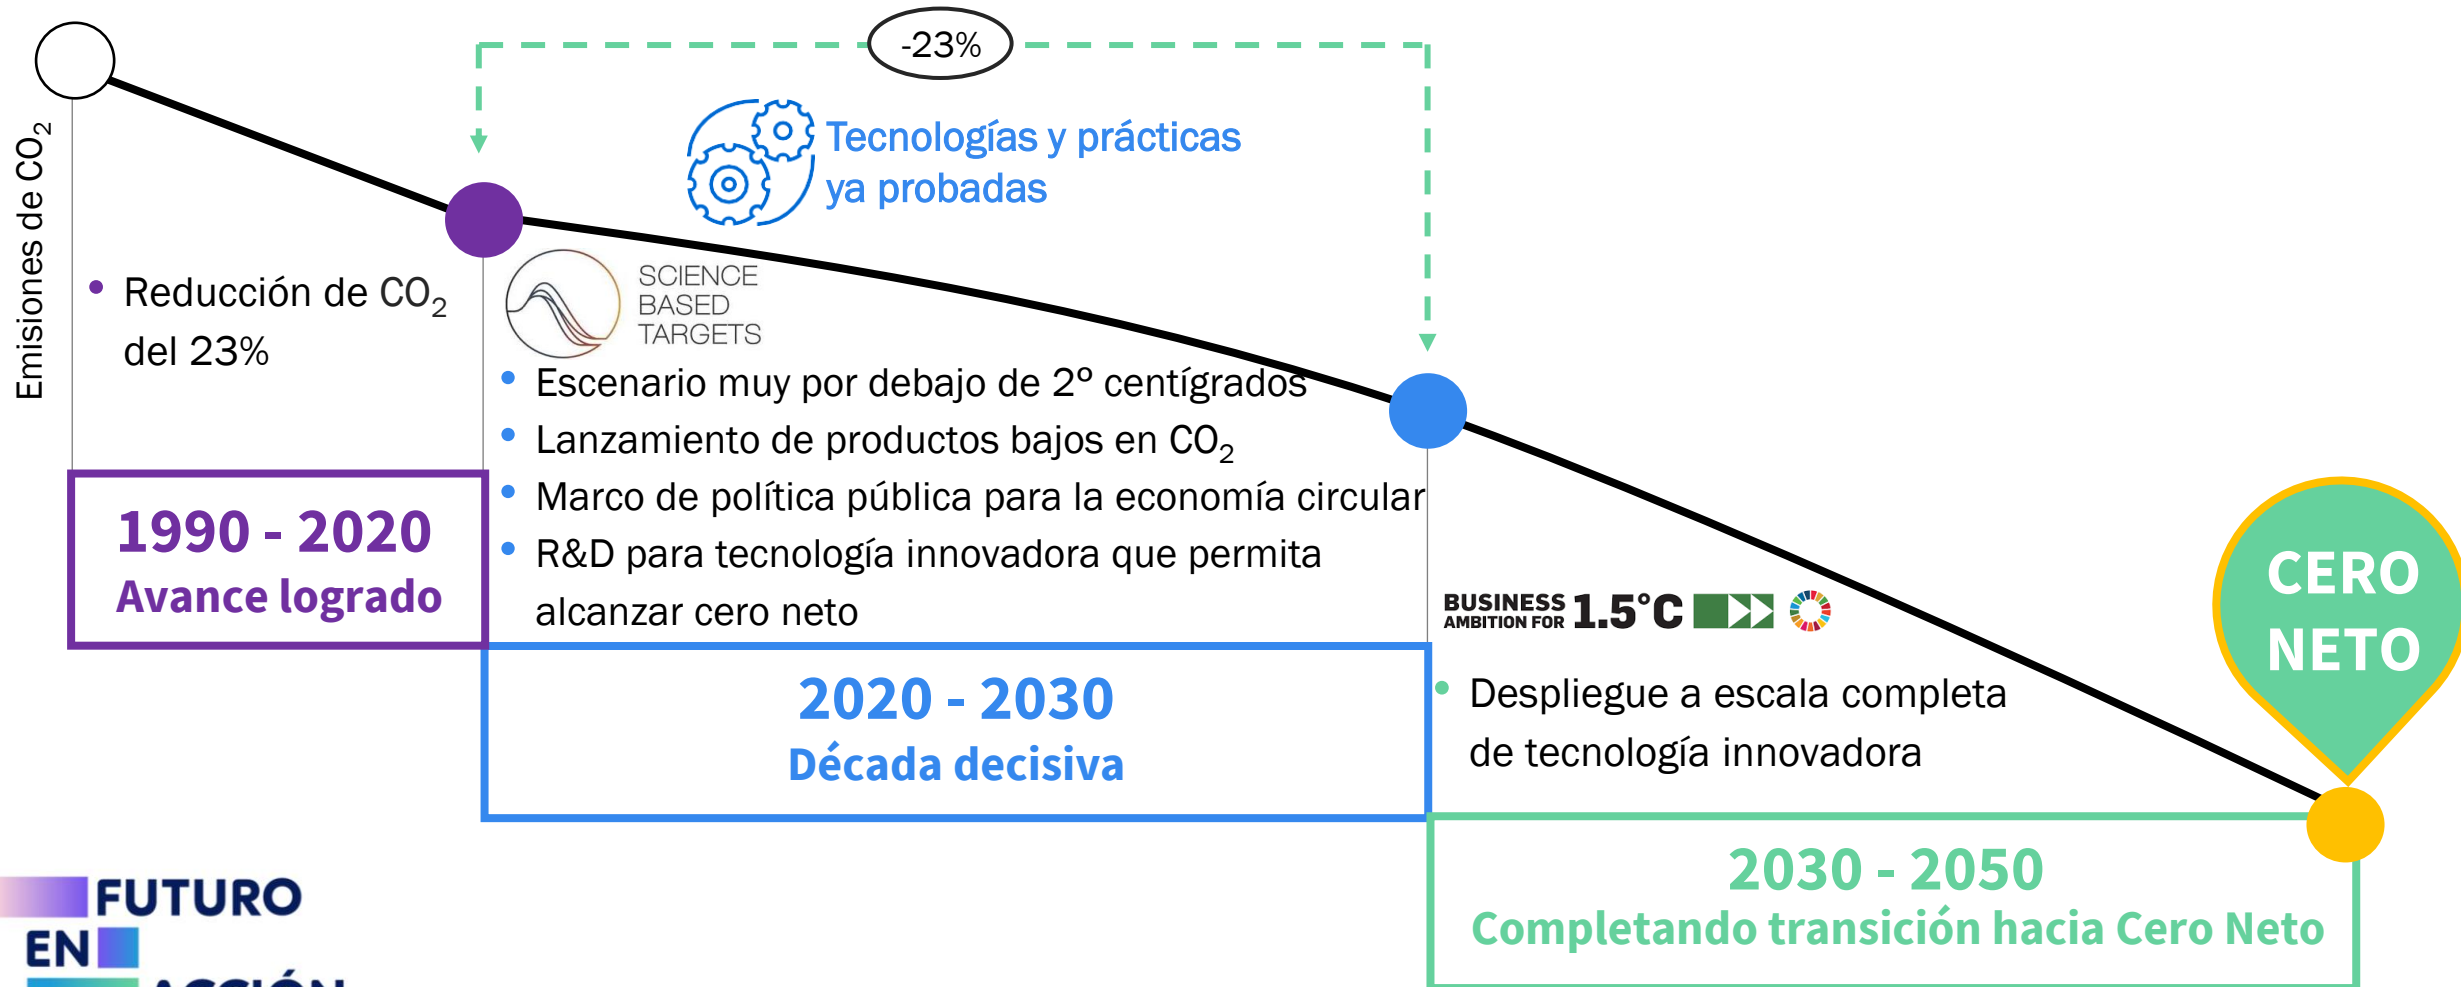 -23%
Tecnologías y prácticas
ya probadas
Emisiones de CO₂
Reducción de CO₂
del 23%
1990 - 2020
Avance logrado
SCIENCE
BASED
TARGETS
Escenario muy por debajo de 2º centígrados
Lanzamiento de productos bajos en CO₂
Marco de política pública para la economía circular
R&D para tecnología innovadora que permita
alcanzar cero neto
2020 - 2030
Década decisiva
BUSINESS
AMBITION FOR 1.5°C
Despliegue a escala completa
de tecnología innovadora
CERO
NETO
2030 - 2050
Completando transición hacia Cero Neto
FUTURO
EN
ACCIÓN